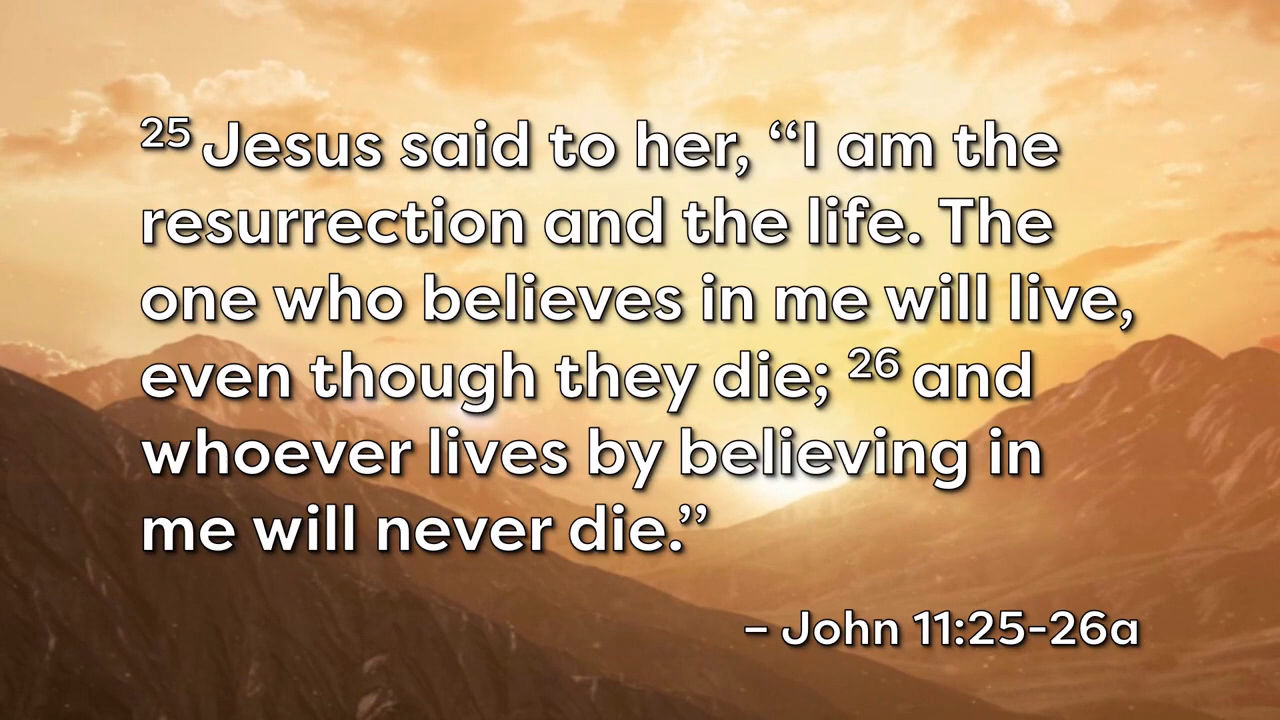 25 Jesus said to her, “I am the
resurrection and the life. The
one who believes in me will live,
even though they die; 26 and
whoever lives by believing in
me will never die.”
– John 11:25-26a